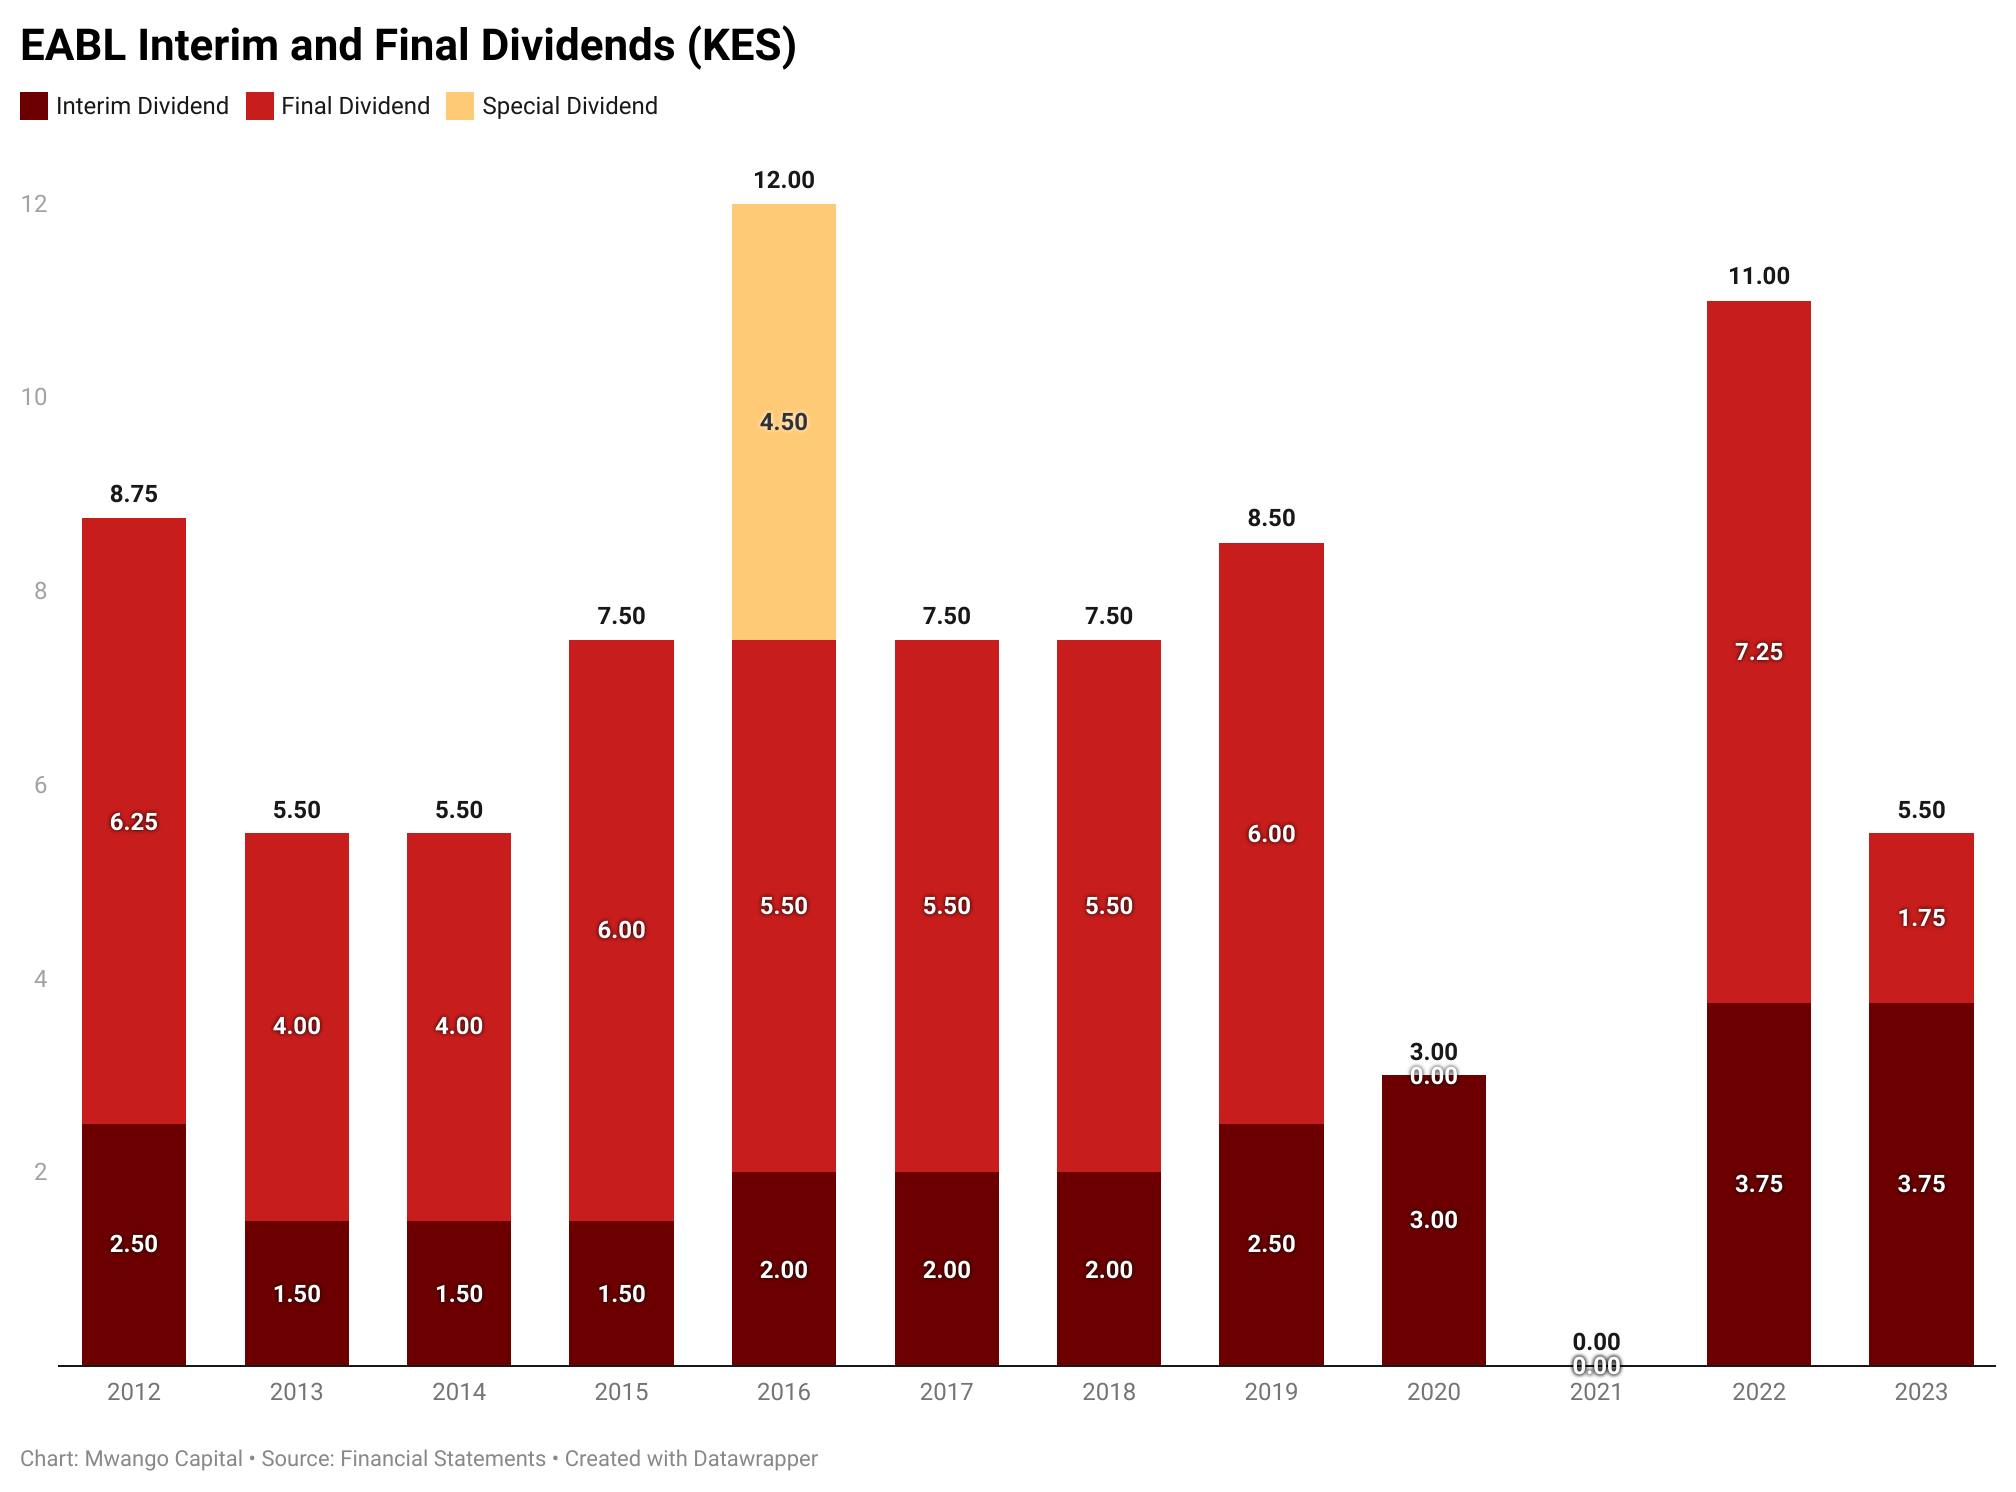 EABL Interim and Final Dividends (KES)
Interim Dividend Final Dividend Special Dividend
12.00
12
11.00
10
4.50
8.75
8.50
8
7.50 7.50 7.50
7.25
6
6.25 5.50 5.50 6.00 5.50
5.50 5.50 5.50 1.75
6.00
4
4.00 4.00
3.00
0.00
2
3.75 3.75
3.00
2.50 2.50
2.00 2.00 2.00
1.50 1.50 1.50
0.00
0.00
2012 2013 2014 2015 2016 2017 2018 2019 2020 2021 2022 2023
Chart: Mwango Capital • Source: Financial Statements • Created with Datawrapper